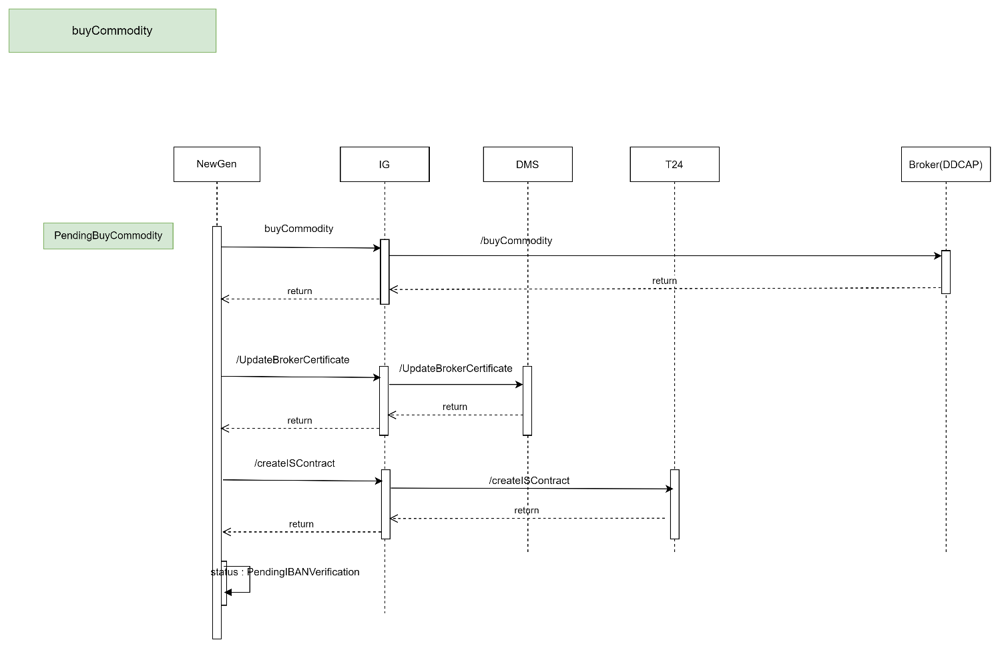 buyCommodity
NewGen
IG
DMS
T24
Broker(DDCAP)
PendingBuyCommodity
buyCommodity
/buyCommodity
return
return
/UpdateBrokerCertificate
/UpdateBrokerCertificate
return
return
/createISContract
/createISContract
return
return
status : PendingIBANVerification